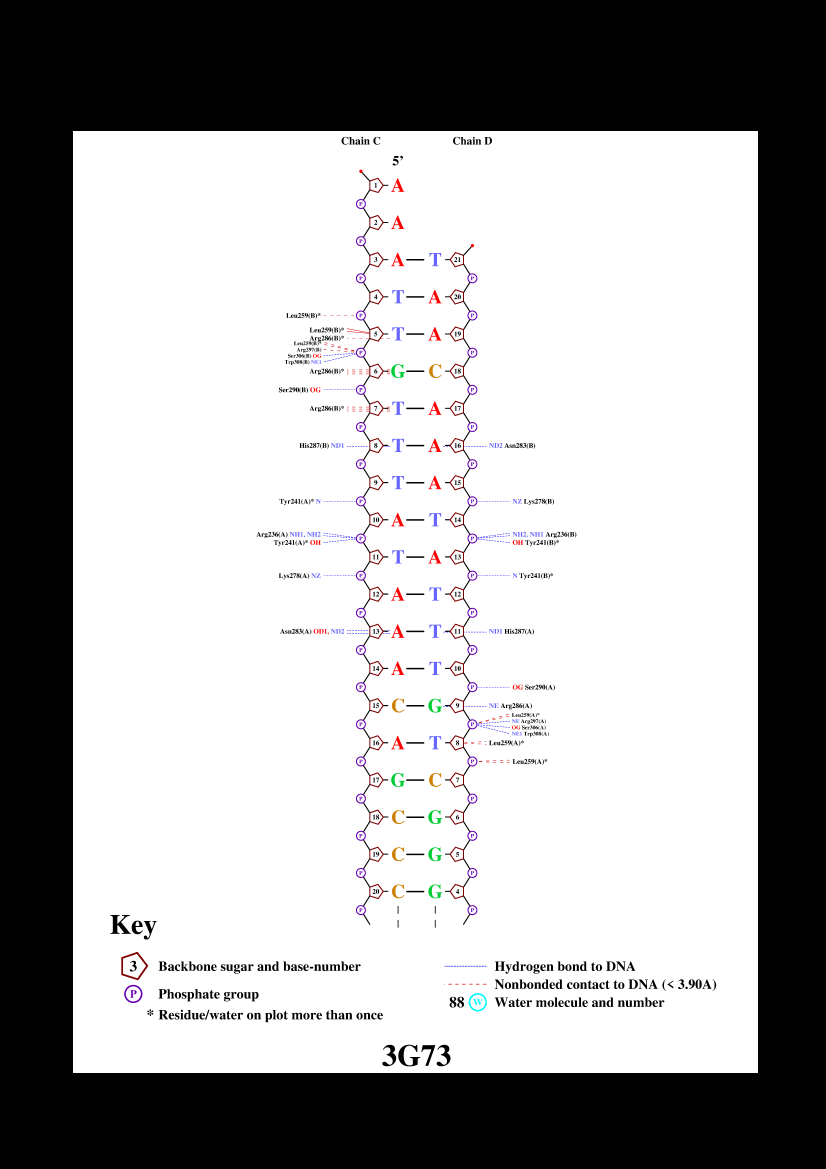 Chain C Chain D
5’
1 A
P
2 A
P
3 A T 21
P P
4 T A 20
Leu259(B)* P P
Leu259(B)* 5 T A 19
Arg286(B)*
Leu259(B)*
Arg297(B) P P
Ser306(B) OG
Trp308(B) NE1
Arg286(B)* 6 G C 18
Ser290(B) OG P P
Arg286(B)* 7 T A 17
P P
His287(B) ND1 8 T A 16 ND2 Asn283(B)
P P
9 T A 15
Tyr241(A)* N P P NZ Lys278(B)
10 A T 14
Arg236(A) NH1, NH2 P P NH2, NH1 Arg236(B)
Tyr241(A)* OH OH Tyr241(B)*
11 T A 13
Lys278(A) NZ P P N Tyr241(B)*
12 A T 12
P P
Asn283(A) OD1, ND2 13 A T 11 ND1 His287(A)
P P
14 A T 10
P P OG Ser290(A)
15 C G 9 NE Arg286(A)
Leu259(A)*
P P NE Arg297(A)
OG Ser306(A)
NE1 Trp308(A)
16 A T 8 Leu259(A)*
P P Leu259(A)*
17 G C 7
P P
18 C G 6
P P
19 C G 5
P P
20 C G 4
P P
Key
3 Backbone sugar and base-number
P Phosphate group
* Residue/water on plot more than once
Hydrogen bond to DNA
Nonbonded contact to DNA (< 3.90A)
88 W Water molecule and number
3G73